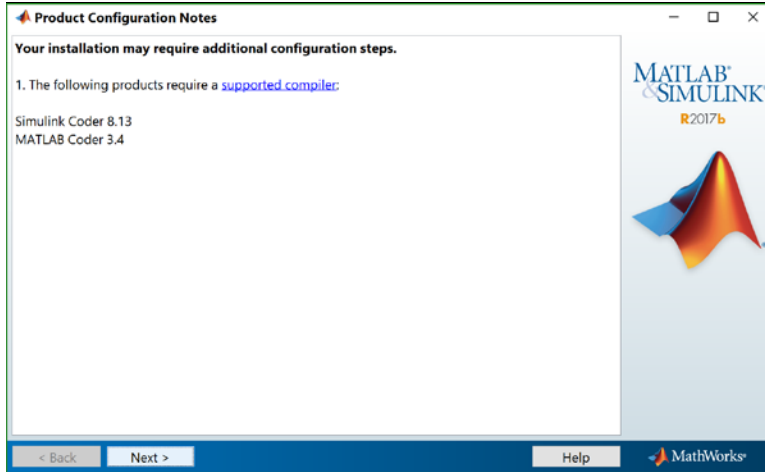 Product Configuration Notes
Your installation may require additional configuration steps.
1. The following products require a supported compiler:
Simulink Coder 8.13
MATLAB Coder 3.4
MATLAB®
&SIMULINK®
R2017b
®
< Back
Next >
Help
MathWorks®